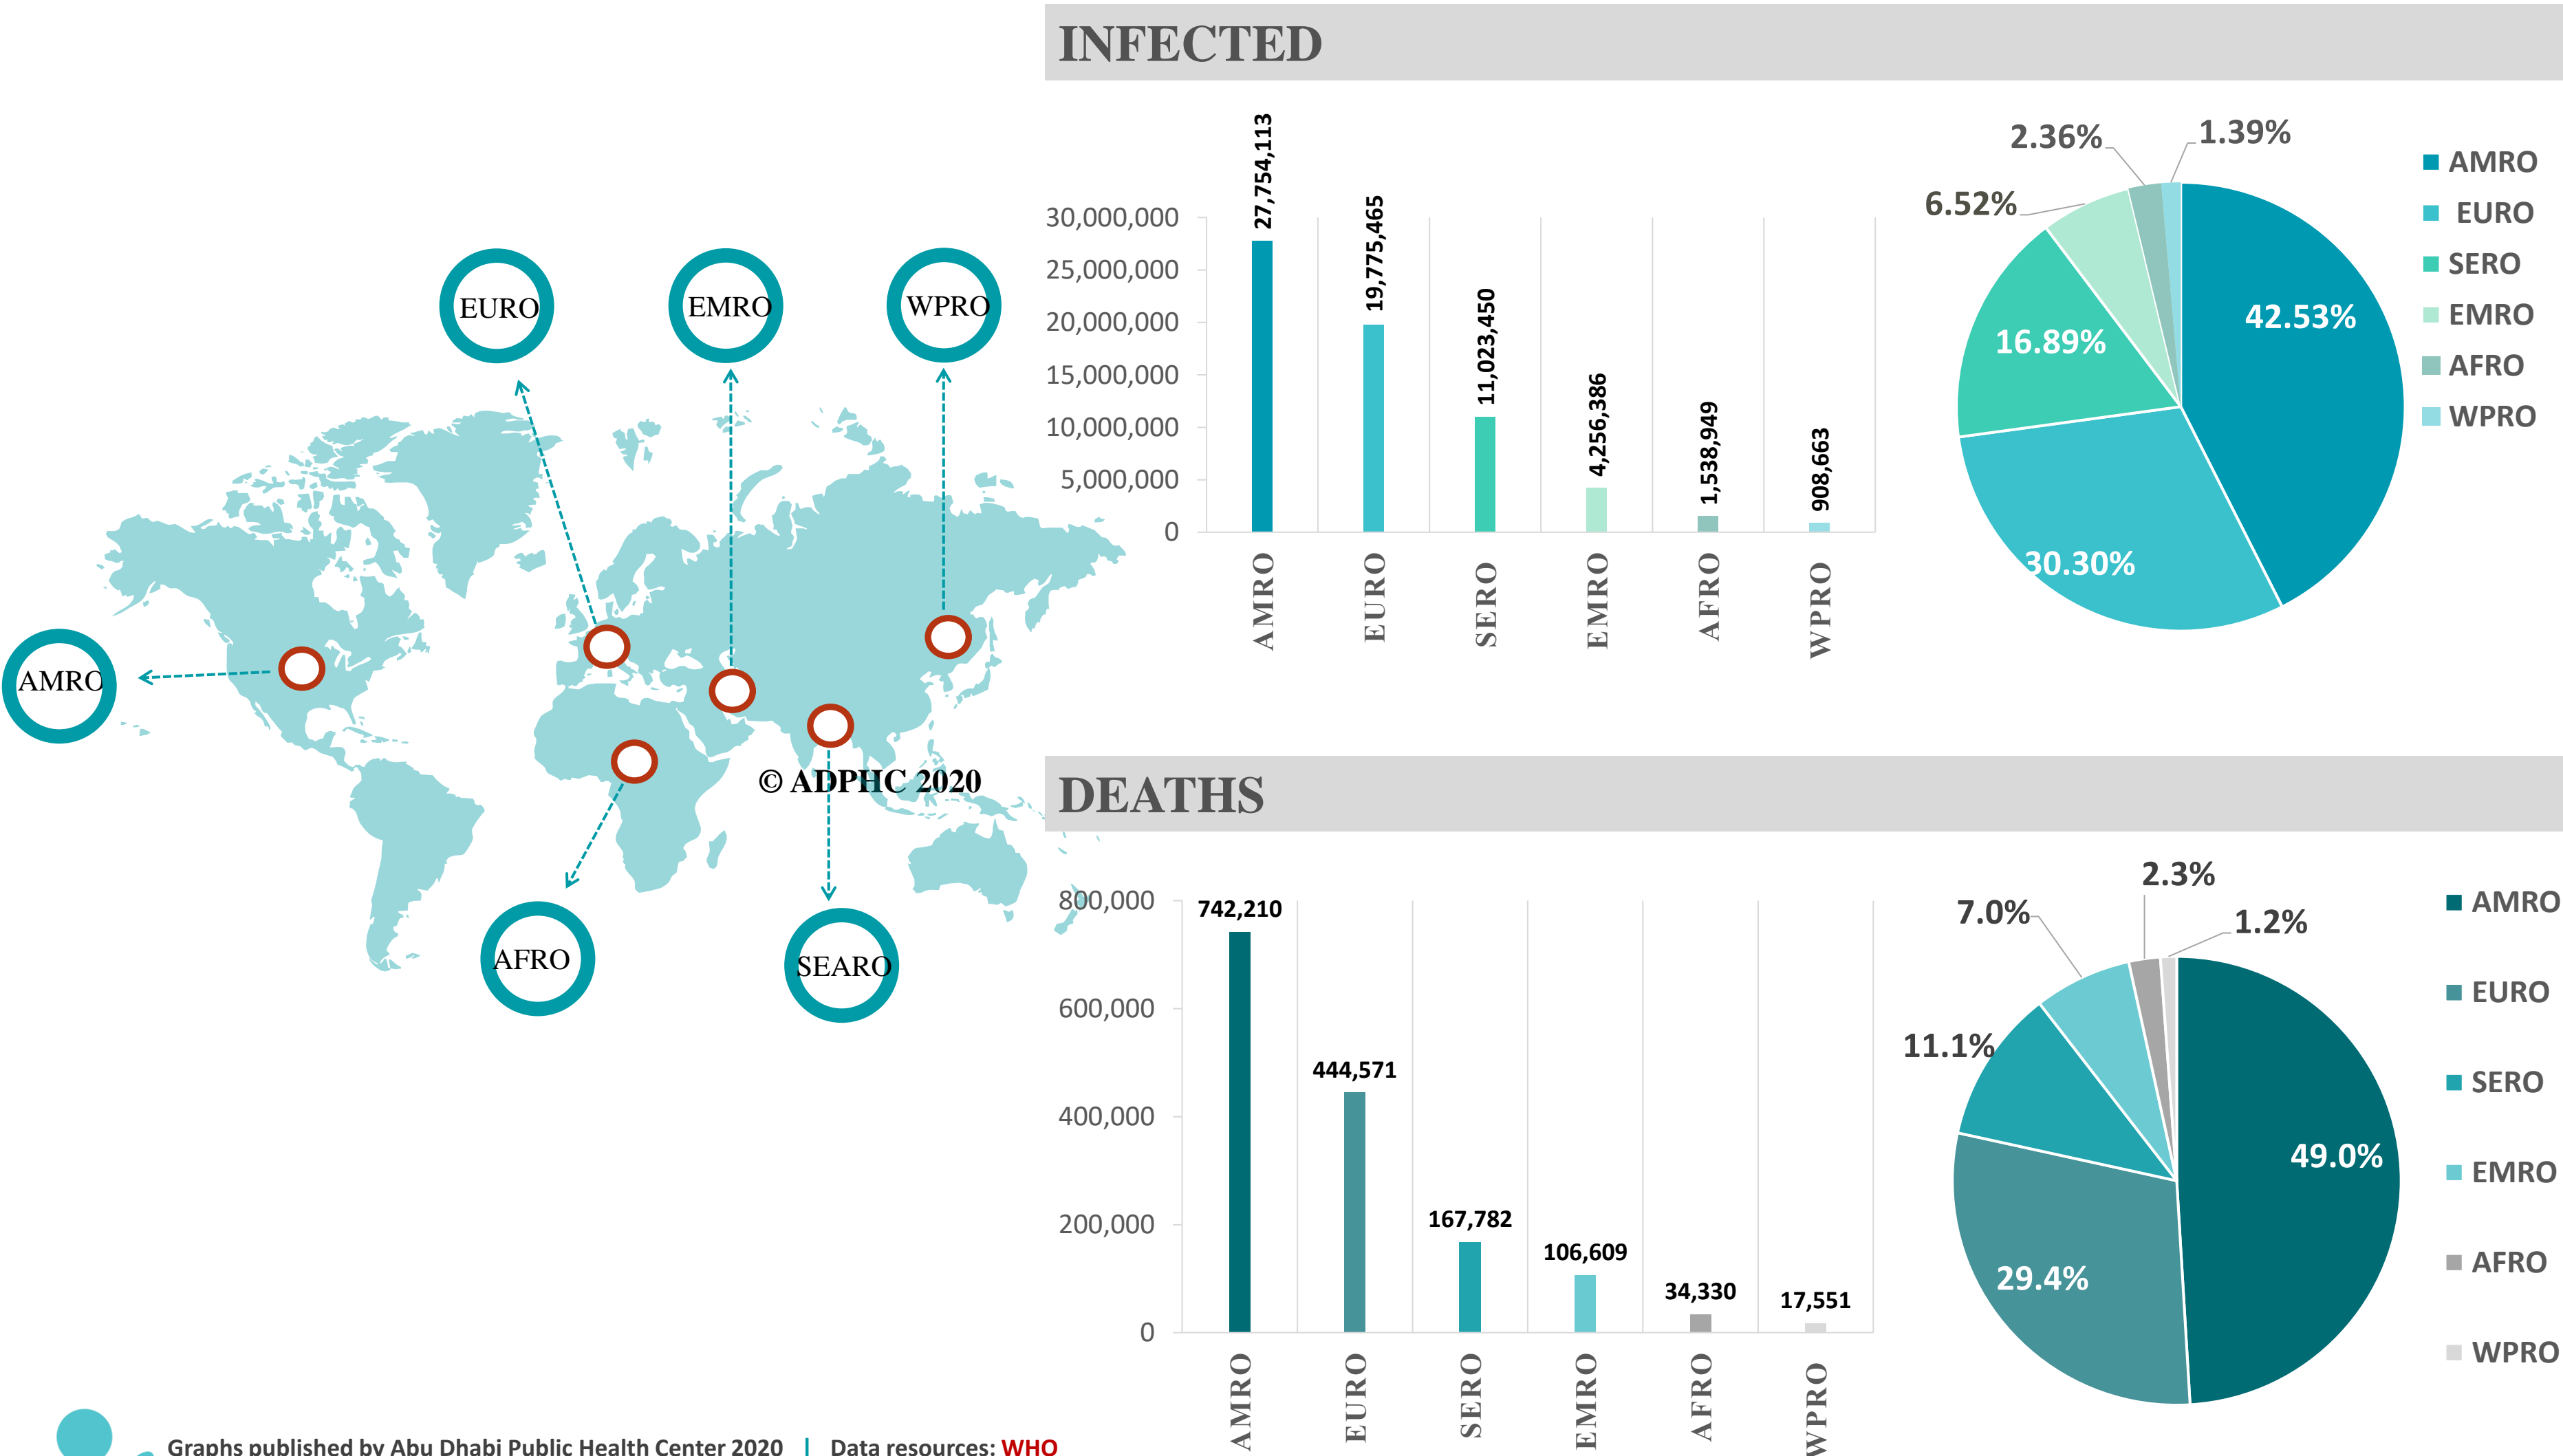 EURO
EMRO
WPRO
AMRO
AFRO
SEARO
© ADPHC 2020
INFECTED
30,000,000
25,000,000
20,000,000
15,000,000
10,000,000
5,000,000
0
27,754,113
19,775,465
11,023,450
4,256,386
1,538,949
908,663
AMRO
EURO
SERO
EMRO
AFRO
WPRO
2.36%
1.39%
6.52%
42.53%
16.89%
30.30%
AMRO
EURO
SERO
EMRO
AFRO
WPRO
DEATHS
800,000
600,000
400,000
200,000
0
742,210
444,571
167,782
106,609
34,330
17,551
AMRO
EURO
SERO
EMRO
AFRO
WPRO
2.3%
7.0%
1.2%
11.1%
49.0%
29.4%
AMRO
EURO
SERO
EMRO
AFRO
WPRO
Graphs published by Abu Dhabi Public Health Center 2020 | Data resources: WHO